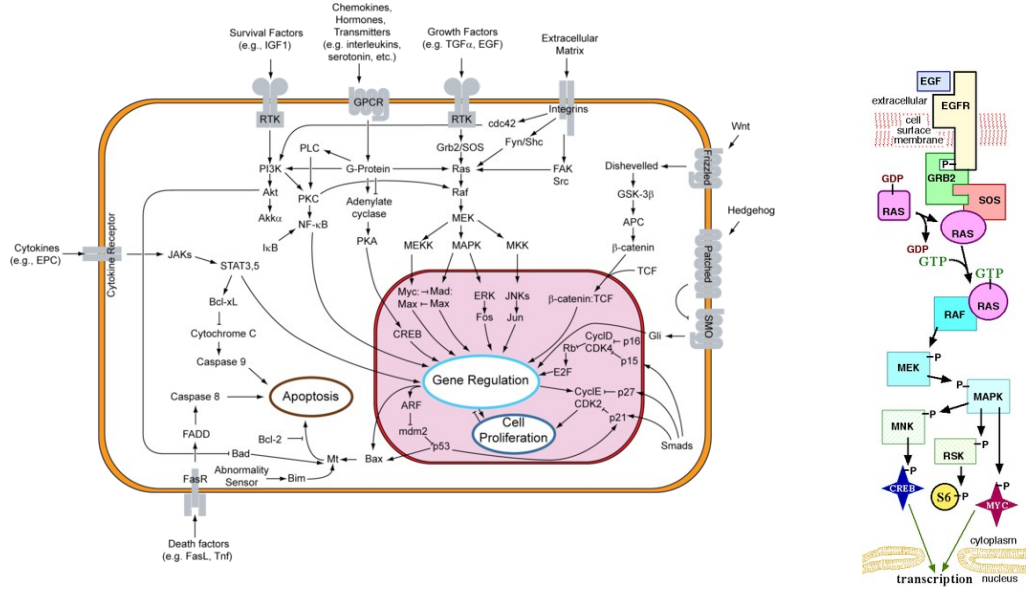 Survival Factors
(e.g., IGF1)
Chemokines,
Hormones,
Transmitters
(e.g. interleukins,
serotonin, etc.)
Growth Factors
(e.g. TGFα, EGF)
Extracellular
Matrix
RTK
GPCR
RTK
Integrins
cdc42
Wnt
PLC
Grb2/SOS
Fyn/Shc
Frizzled
PI3K
G-Protein
Ras
FAK
Src
Dishevelled
Akt
PKC
Adenylate
cyclase
Raf
GSK-3β
Akkα
NF-κB
MEK
APC
Hedgehog
IκB
PKA
MEKK
MAPK
MKK
β-catenin
Cytokines
(e.g., EPC)
Cytokine Receptor
JAKs
STAT3,5
TCF
Patched
Bcl-xL
Myc:
Mad:
Max
Max
ERK
JNKs
β-catenin:TCF
Fos
Jun
SMO
Cytochrome C
CREB
CyclD
p16
Gli
Rb
CDK4
p15
Caspase 9
E2F
Gene Regulation
CyclE
p27
CDK2
p21
Caspase 8
Apoptosis
ARF
Cell
Proliferation
mdm2
p53
Smads
FADD
Bcl-2
Bad
Mt
Bax
FasR
Abnormality
Sensor
Bim
Death factors
(e.g. FasL, Tnf)
EGF
extracellular
EGFR
cell
surface
membrane
P
GRB2
GDP
RAS
SOS
RAS
GDP
GTP
GTP
RAS
RAF
MEK
P
P
MAPK
MNK
P
RSK
P
P
CREB
S6
P
P
MYC
cytoplasm
nucleus
transcription